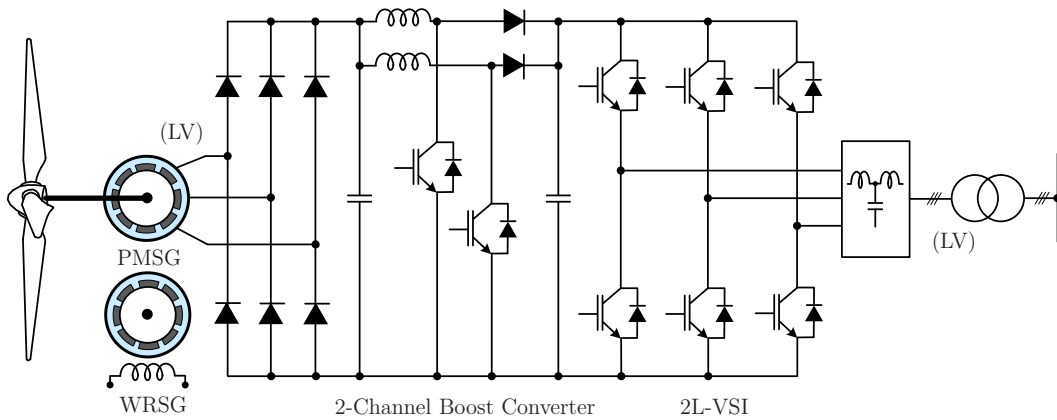 (LV)
PMSG
(LV)
WRSG
2-Channel Boost Converter
2L-VSI